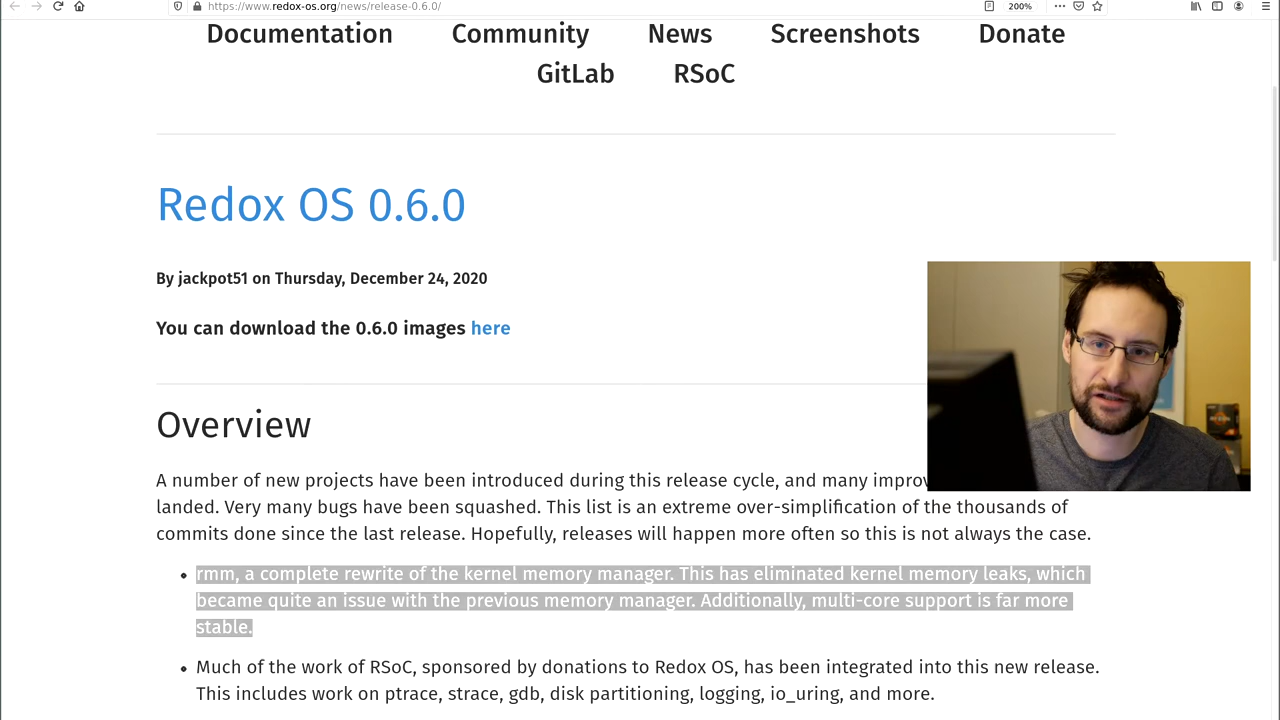 https://www.redox-os.org/news/release-0.6.0/
200%
Documentation Community News Screenshots Donate
GitLab RSoC
Redox OS 0.6.0
By jackpot51 on Thursday, December 24, 2020
You can download the 0.6.0 images here
Overview
A number of new projects have been introduced during this release cycle, and many
landed. Very many bugs have been squashed. This list is an extreme over-simplification of the thousands of
commits done since the last release. Hopefully, releases will happen more often so this is not always the case.
rmm, a complete rewrite of the kernel memory manager. This has eliminated kernel memory leaks, which
became quite an issue with the previous memory manager. Additionally, multi-core support is far more
stable.
Much of the work of RSoC, sponsored by donations to Redox OS, has been integrated into this new release.
This includes work on ptrace, strace, gdb, disk partitioning, logging, io_uring, and more.